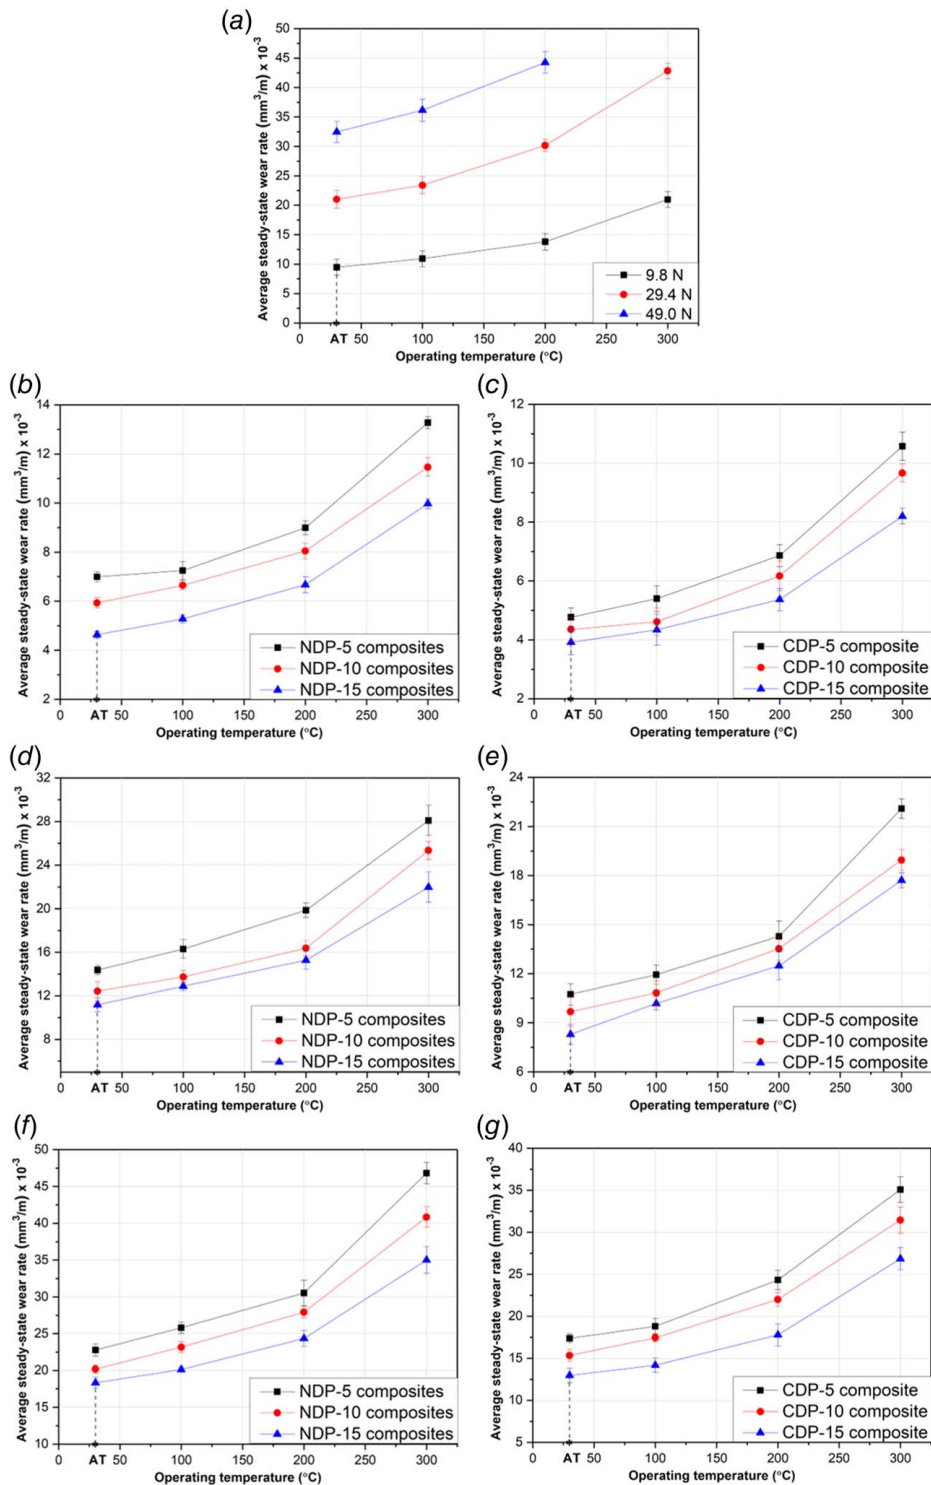 (a)
Average steady-state wear rate (mm³/m) x 10⁻³
50
45
40
35
30
25
20
15
10
5
0
9.8 N
29.4 N
49.0 N
0 AT 50 100 150 200 250 300
Operating temperature (°C)
(b)
Average steady-state wear rate (mm³/m) x 10⁻³
14
12
10
8
6
4
2
NDP-5 composites
NDP-10 composites
NDP-15 composites
0 AT 50 100 150 200 250 300
Operating temperature (°C)
(c)
Average steady-state wear rate (mm³/m) x 10⁻³
12
10
8
6
4
2
CDP-5 composite
CDP-10 composite
CDP-15 composite
0 AT 50 100 150 200 250 300
Operating temperature (°C)
(d)
Average steady-state wear rate (mm³/m) x 10⁻³
28
24
20
16
12
8
32
NDP-5 composites
NDP-10 composites
NDP-15 composites
0 AT 50 100 150 200 250 300
Operating temperature (°C)
(e)
Average steady-state wear rate (mm³/m) x 10⁻³
24
21
18
15
12
9
6
CDP-5 composite
CDP-10 composite
CDP-15 composite
0 AT 50 100 150 200 250 300
Operating temperature (°C)
(f)
Average steady-state wear rate (mm³/m) x 10⁻³
50
45
40
35
30
25
20
15
10
NDP-5 composites
NDP-10 composites
NDP-15 composites
0 AT 50 100 150 200 250 300
Operating temperature (°C)
(g)
Average steady-state wear rate (mm³/m) x 10⁻³
40
35
30
25
20
15
10
5
CDP-5 composite
CDP-10 composite
CDP-15 composite
0 AT 50 100 150 200 250 300
Operating temperature (°C)